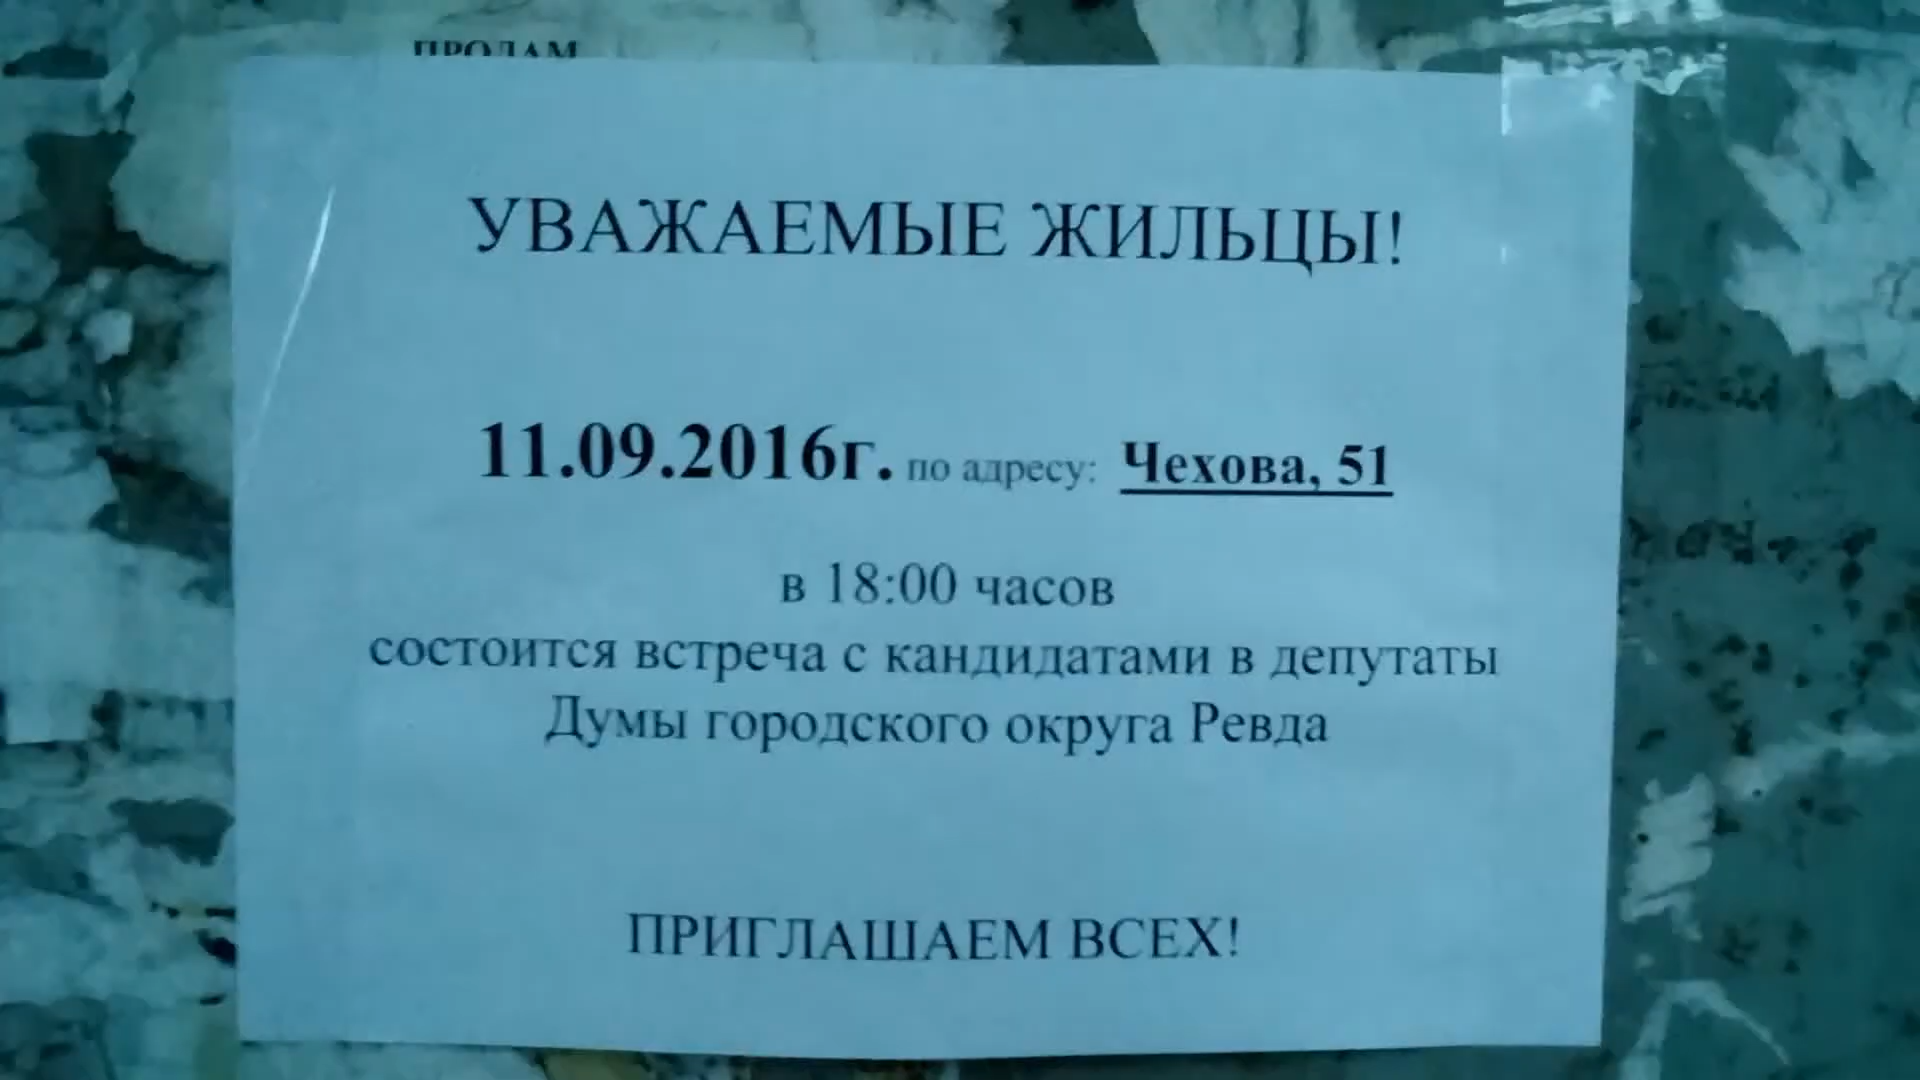 ПРОДАМ
УВАЖАЕМЫЕ ЖИЛЬЦЫ!
11.09.2016г. по адресу: Чехова, 51
в 18:00 часов
состоится встреча с кандидатами в депутаты
Думы городского округа Ревда
ПРИГЛАШАЕМ ВСЕХ!